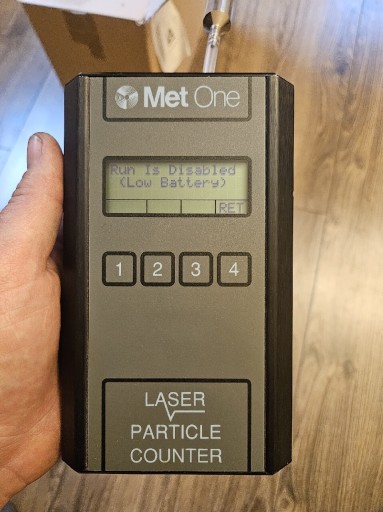 Met One
Run Is Disabled
(Low Battery)
RET
1 2 3 4
LASER
PARTICLE
COUNTER